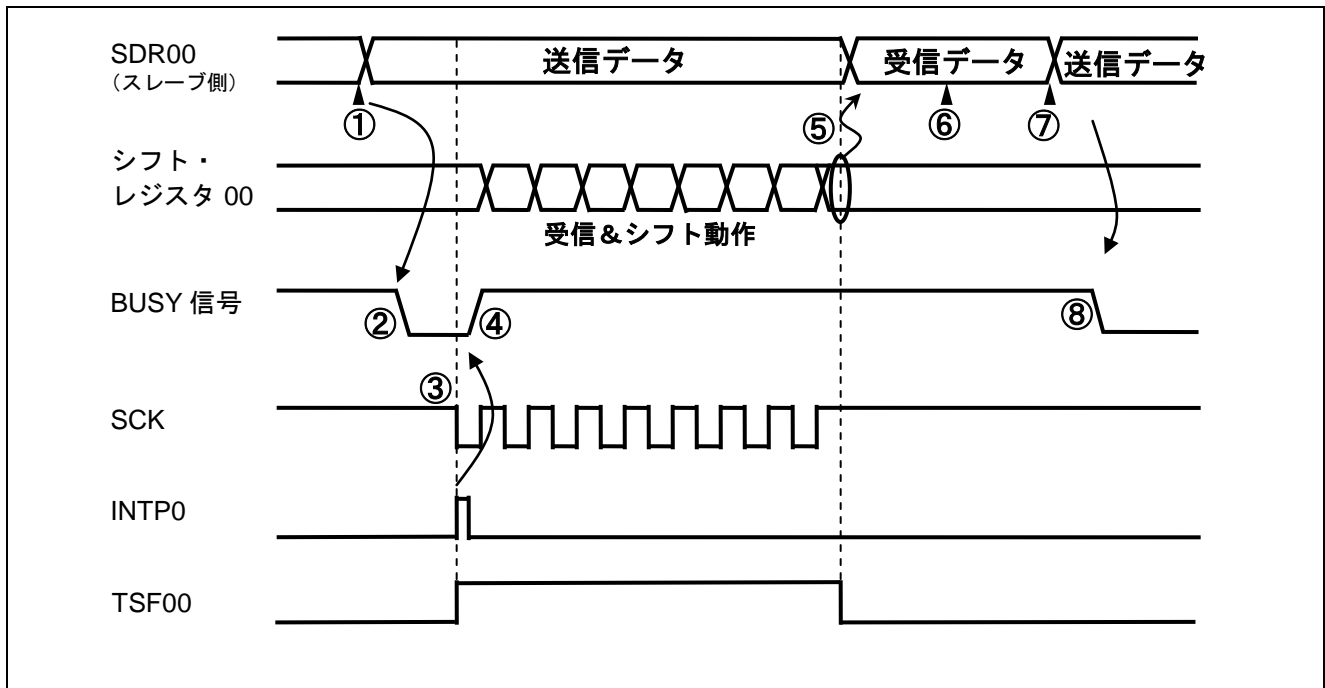 SDR00
（スレーブ側）
送信データ
受信データ
送信データ
①
⑤
⑥
⑦
シフト・
レジスタ 00
受信＆シフト動作
BUSY 信号
②
④
⑧
③
SCK
INTP0
TSF00